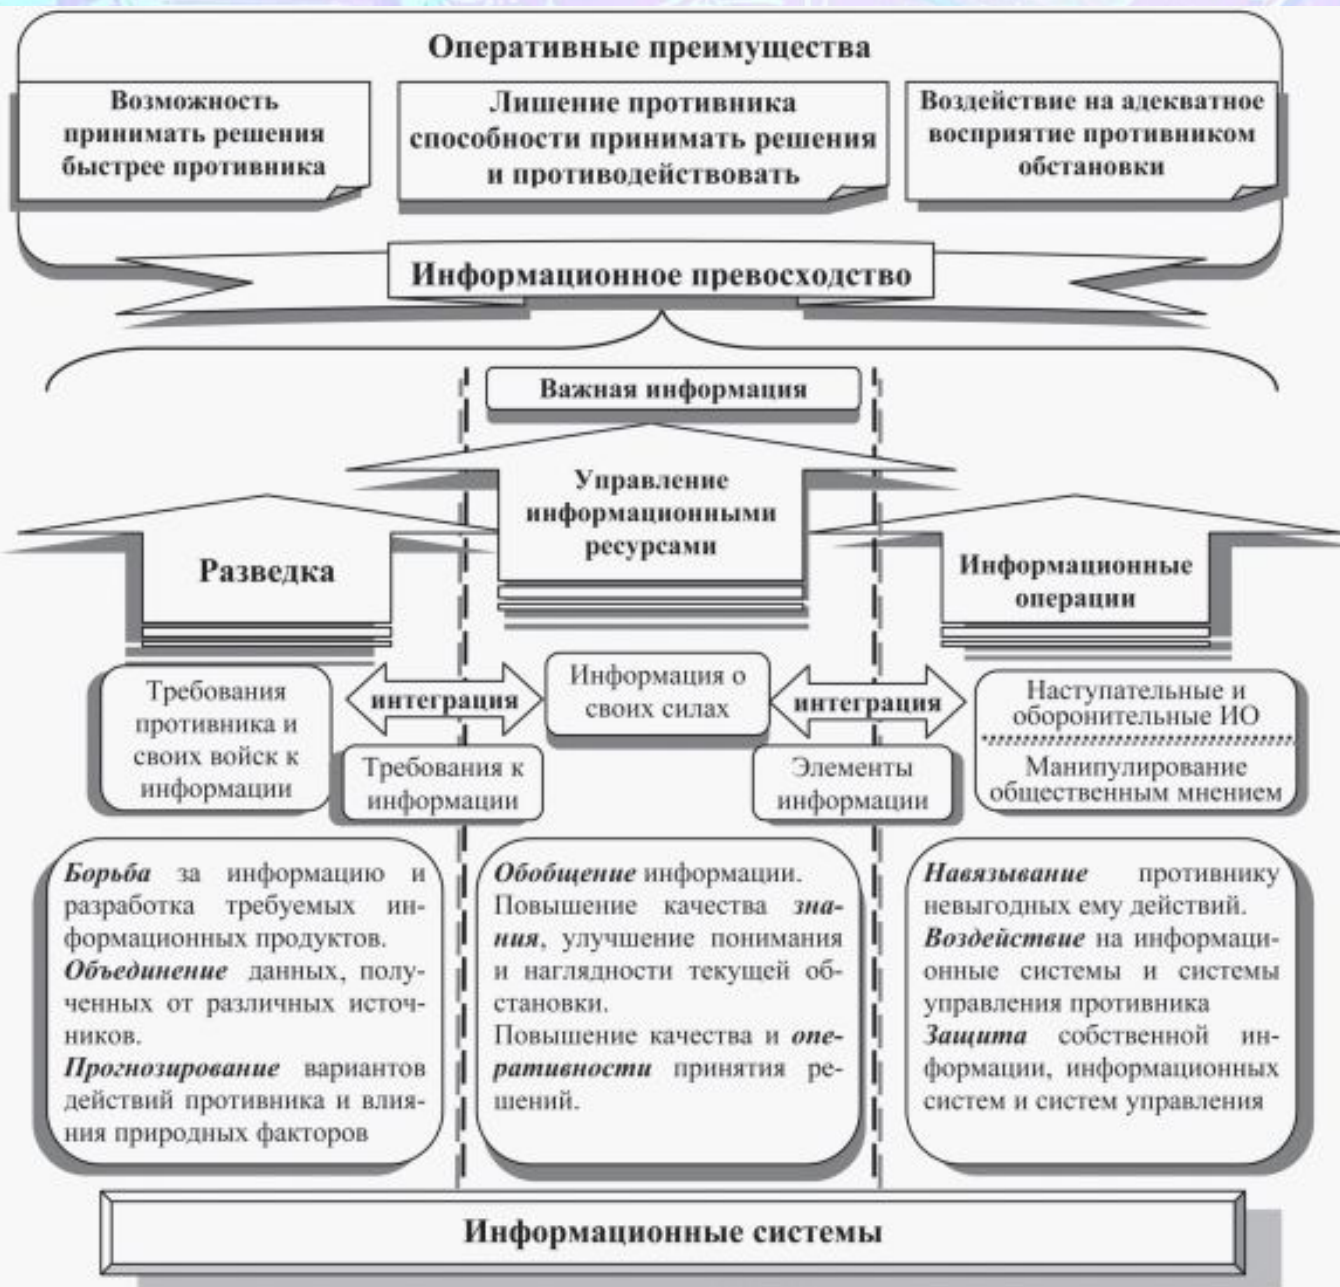 Оперативные преимущества
Возможность
принимать решения
быстрее противника
Лишение противника
способности принимать решения
и противодействовать
Воздействие на адекватное
восприятие противником
обстановки
Информационное превосходство
Важная информация
Управление
информационными
ресурсами
Разведка
Информационные
операции
Требования
противника и
своих войск к
информации
интеграция
Информация о
своих силах
интеграция
Наступательные и
оборонительные ИО
Манипулирование
общественным мнением
Требования к
информации
Элементы
информации
Борьба за информацию и
разработка требуемых ин-
формационных продуктов.
Объединение данных, полу-
ченных от различных источ-
ников.
Прогнозирование вариантов
действий противника и влия-
ния природных факторов
Обобщение информации.
Повышение качества зна-
ния, улучшение понимания
и наглядности текущей об-
становки.
Повышение качества и опе-
ративности принятия ре-
шений.
Навязывание противнику
невыгодных ему действий.
Воздействие на информаци-
онные системы и системы
управления противника
Защита собственной ин-
формации, информационных
систем и систем управления
Информационные системы